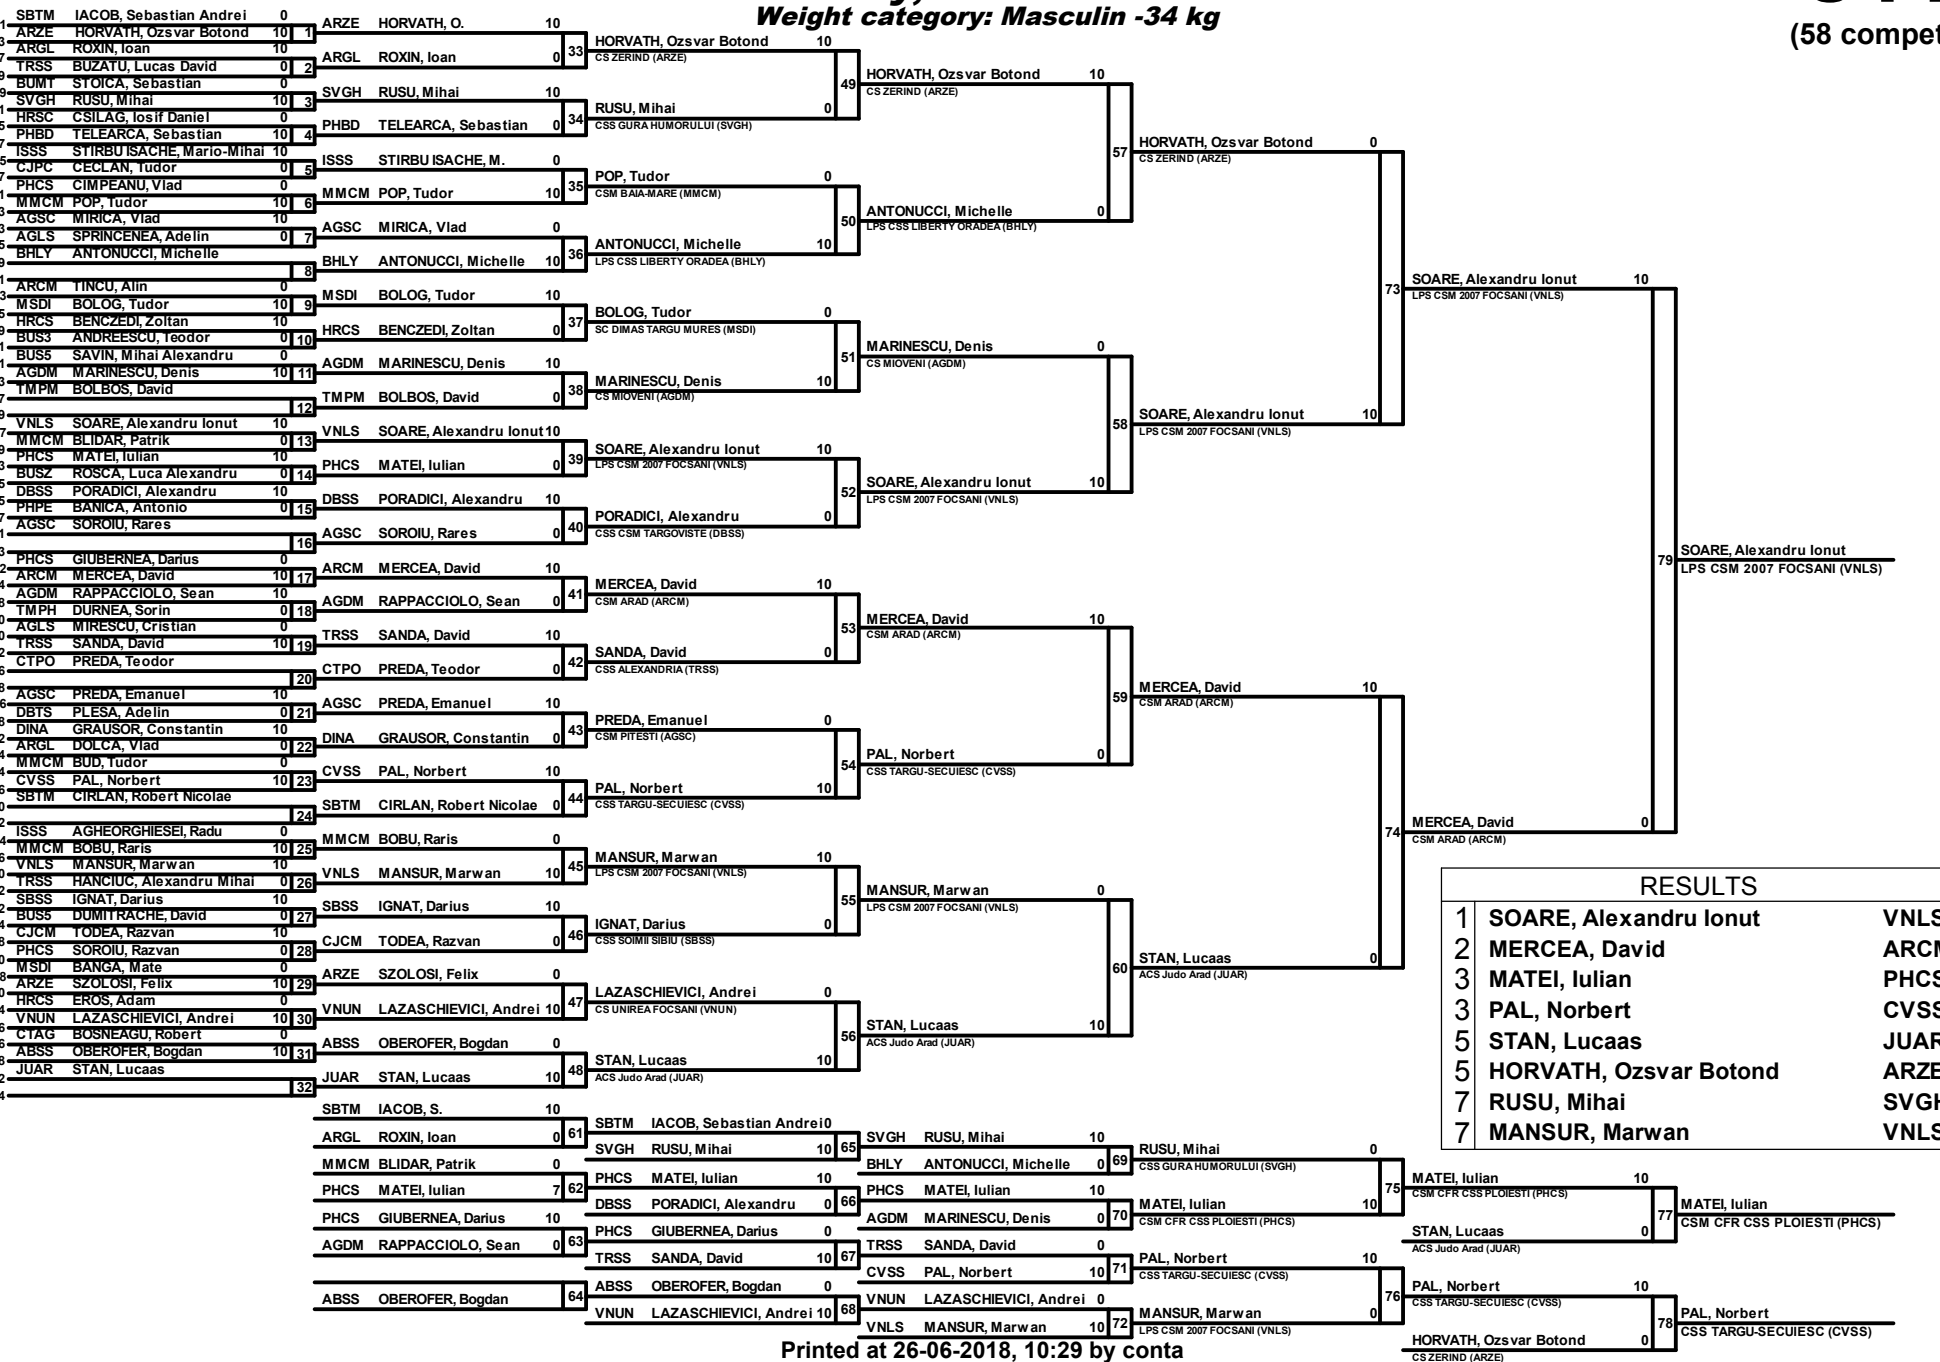 Weight category: Masculin -34 kg
(58 compet
SBTM IACOB, Sebastian Andrei 0
ARZE HORVATH, Ozsvar Botond 10 1
ARGL ROXIN, Ioan 10
TRSS BUZATU, Lucas David 0 2
BUMT STOICA, Sebastian 0
SVGH RUSU, Mihai 10 3
HRSC CSILAG, Iosif Daniel 0
PHBD TELEARCA, Sebastian 10 4
ISSS STIRBU ISACHE, Mario-Mihai 10
CJPC CECLAN, Tudor 0 5
PHCS CIMPEANU, Vlad 0
MMCM POP, Tudor 10 6
AGSC MIRICA, Vlad 10
AGLS SPRINCENEA, Adelin 0 7
BHLY ANTONUCCI, Michelle
8
ARCM TINCU, Alin 0
MSDI BOLOG, Tudor 10 9
HRCS BENCZEDI, Zoltan 10
BUS3 ANDREESCU, Teodor 0 10
BUS5 SAVIN, Mihai Alexandru 0
AGDM MARINESCU, Denis 10 11
TMPM BOLBOS, David
12
VNLS SOARE, Alexandru Ionut 10
MMCM BLIDAR, Patrik 0 13
PHCS MATEI, Iulian 10
BUSZ ROSCA, Luca Alexandru 0 14
DBSS PORADICI, Alexandru 10
PHPE BANICA, Antonio 0 15
AGSC SOROIU, Rares
16
PHCS GIUBERNEA, Darius 0
ARCM MERCEA, David 10 17
AGDM RAPPACCIOLO, Sean 10
TMPH DURNEA, Sorin 0 18
AGLS MIRESCU, Cristian 0
TRSS SANDA, David 10 19
CTPO PREDA, Teodor
20
AGSC PREDA, Emanuel 10
DBTS PLESA, Adelin 0 21
DINA GRAUSOR, Constantin 10
ARGL DOLCA, Vlad 0 22
MMCM BUD, Tudor 0
CVSS PAL, Norbert 10 23
SBTM CIRLAN, Robert Nicolae
24
ISSS AGHEORGHIESEI, Radu 0
MMCM BOBU, Raris 10 25
VNLS MANSUR, Marwan 10
TRSS HANCIUC, Alexandru Mihai 0 26
SBSS IGNAT, Darius 10
BUS5 DUMITRACHE, David 0 27
CJCM TODEA, Razvan 10
PHCS SOROIU, Razvan 0 28
MSDI BANGA, Mate 0
ARZE SZOLOSI, Felix 10 29
HRCS EROS, Adam 0
VNUN LAZASCHIEVICI, Andrei 10 30
CTAG BOSNEAGU, Robert 0
ABSS OBEROFER, Bogdan 10 31
JUAR STAN, Lucaas
32
ARZE HORVATH, O. 10
ARGL ROXIN, Ioan 0 33
SVGH RUSU, Mihai 10
PHBD TELEARCA, Sebastian 0 34
ISSS STIRBU ISACHE, M. 0
MMCM POP, Tudor 10 35
AGSC MIRICA, Vlad 0
BHLY ANTONUCCI, Michelle 10 36
MSDI BOLOG, Tudor 10
HRCS BENCZEDI, Zoltan 0 37
AGDM MARINESCU, Denis 10
TMPM BOLBOS, David 0 38
VNLS SOARE, Alexandru Ionut 10
PHCS MATEI, Iulian 0 39
DBSS PORADICI, Alexandru 10
AGSC SOROIU, Rares 0 40
ARCM MERCEA, David 10
AGDM RAPPACCIOLO, Sean 0 41
TRSS SANDA, David 10
CTPO PREDA, Teodor 0 42
AGSC PREDA, Emanuel 10
DINA GRAUSOR, Constantin 0 43
CVSS PAL, Norbert 10
SBTM CIRLAN, Robert Nicolae 0 44
MMCM BOBU, Raris 0
VNLS MANSUR, Marwan 10 45
SBSS IGNAT, Darius 10
CJCM TODEA, Razvan 0 46
ARZE SZOLOSI, Felix 0
VNUN LAZASCHIEVICI, Andrei 10 47
ABSS OBEROFER, Bogdan 0
JUAR STAN, Lucaas 10 48
HORVATH, Ozsvar Botond 10
CS ZERIND (ARZE)
49
RUSU, Mihai 0
CSS GURA HUMORULUI (SVGH)
POP, Tudor 0
CSM BAIA-MARE (MMCM)
50
ANTONUCCI, Michelle 10
LPS CSS LIBERTY ORADEA (BHLY)
BOLOG, Tudor 0
SC DIMAS TARGU MURES (MSDI)
51
MARINESCU, Denis 10
CS MIOVENI (AGDM)
SOARE, Alexandru Ionut 10
LPS CSM 2007 FOCSANI (VNLS)
52
PORADICI, Alexandru 0
CSS CSM TARGOVISTE (DBSS)
MERCEA, David 10
CSM ARAD (ARCM)
53
SANDA, David 0
CSS ALEXANDRIA (TRSS)
PREDA, Emanuel 0
CSM PITESTI (AGSC)
54
PAL, Norbert 10
CSS TARGU-SECUIESC (CVSS)
MANSUR, Marwan 10
LPS CSM 2007 FOCSANI (VNLS)
55
IGNAT, Darius 0
CSS SOIMII SIBIU (SBSS)
LAZASCHIEVICI, Andrei 0
CS UNIREA FOCSANI (VNUN)
56
STAN, Lucaas 10
ACS Judo Arad (JUAR)
HORVATH, Ozsvar Botond 10
CS ZERIND (ARZE)
57
ANTONUCCI, Michelle 0
LPS CSS LIBERTY ORADEA (BHLY)
MARINESCU, Denis 0
CS MIOVENI (AGDM)
58
SOARE, Alexandru Ionut 10
LPS CSM 2007 FOCSANI (VNLS)
MERCEA, David 10
CSM ARAD (ARCM)
59
PAL, Norbert 0
CSS TARGU-SECUIESC (CVSS)
MANSUR, Marwan 0
LPS CSM 2007 FOCSANI (VNLS)
60
STAN, Lucaas 10
ACS Judo Arad (JUAR)
HORVATH, Ozsvar Botond 0
CS ZERIND (ARZE)
73
SOARE, Alexandru Ionut 10
LPS CSM 2007 FOCSANI (VNLS)
MERCEA, David 10
CSM ARAD (ARCM)
74
STAN, Lucaas 0
ACS Judo Arad (JUAR)
SOARE, Alexandru Ionut 10
LPS CSM 2007 FOCSANI (VNLS)
79
MERCEA, David 0
CSM ARAD (ARCM)
SOARE, Alexandru Ionut
LPS CSM 2007 FOCSANI (VNLS)
RESULTS
1 SOARE, Alexandru Ionut VNLS
2 MERCEA, David ARCM
3 MATEI, Iulian PHCS
3 PAL, Norbert CVSS
5 STAN, Lucaas JUAR
5 HORVATH, Ozsvar Botond ARZE
7 RUSU, Mihai SVGH
7 MANSUR, Marwan VNLS
SBTM IACOB, S. 10
ARGL ROXIN, Ioan 0 61
MMCM BLIDAR, Patrik 0
PHCS MATEI, Iulian 7 62
PHCS GIUBERNEA, Darius 10
AGDM RAPPACCIOLO, Sean 0 63
ABSS OBEROFER, Bogdan 64
SBTM IACOB, Sebastian Andrei 0
SVGH RUSU, Mihai 10 65
PHCS MATEI, Iulian 10
DBSS PORADICI, Alexandru 0 66
PHCS GIUBERNEA, Darius 0
TRSS SANDA, David 10 67
ABSS OBEROFER, Bogdan 0
VNUN LAZASCHIEVICI, Andrei 10 68
SVGH RUSU, Mihai 10
BHLY ANTONUCCI, Michelle 0 69
PHCS MATEI, Iulian 10
AGDM MARINESCU, Denis 0 70
TRSS SANDA, David 0
CVSS PAL, Norbert 10 71
VNUN LAZASCHIEVICI, Andrei 0
VNLS MANSUR, Marwan 10 72
RUSU, Mihai 0
CSS GURA HUMORULUI (SVGH)
75
MATEI, Iulian 10
CSM CFR CSS PLOIESTI (PHCS)
PAL, Norbert 10
CSS TARGU-SECUIESC (CVSS)
76
MANSUR, Marwan 0
LPS CSM 2007 FOCSANI (VNLS)
MATEI, Iulian 10
CSM CFR CSS PLOIESTI (PHCS)
77
STAN, Lucaas 0
ACS Judo Arad (JUAR)
PAL, Norbert 10
CSS TARGU-SECUIESC (CVSS)
78
HORVATH, Ozsvar Botond 0
CS ZERIND (ARZE)
MATEI, Iulian
CSM CFR CSS PLOIESTI (PHCS)
PAL, Norbert
CSS TARGU-SECUIESC (CVSS)
Printed at 26-06-2018, 10:29 by conta